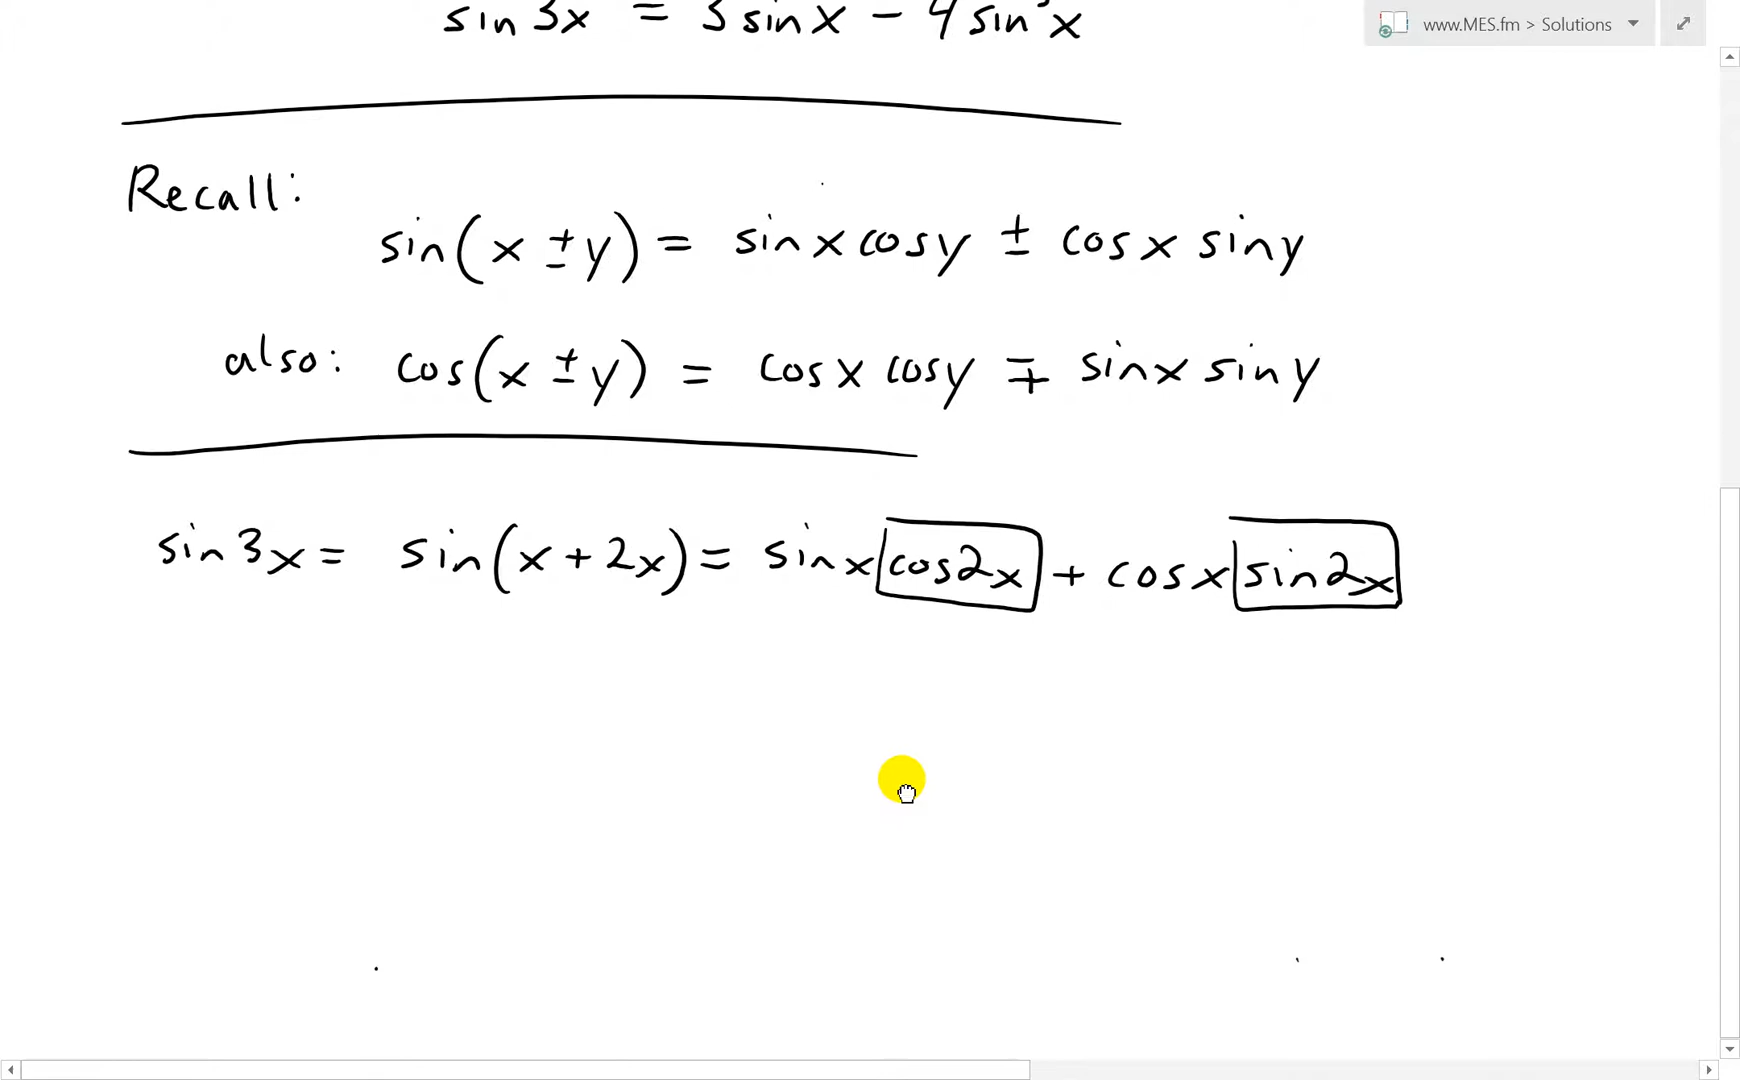 sin 3x = 3 sin x − 4 sin³ x
www.MES.fm > Solutions
Recall:
sin(x ± y) = sin x cos y ± cos x sin y
also: cos(x ± y) = cos x cos y ∓ sin x sin y
sin 3x = sin(x + 2x) = sin x cos 2x + cos x sin 2x